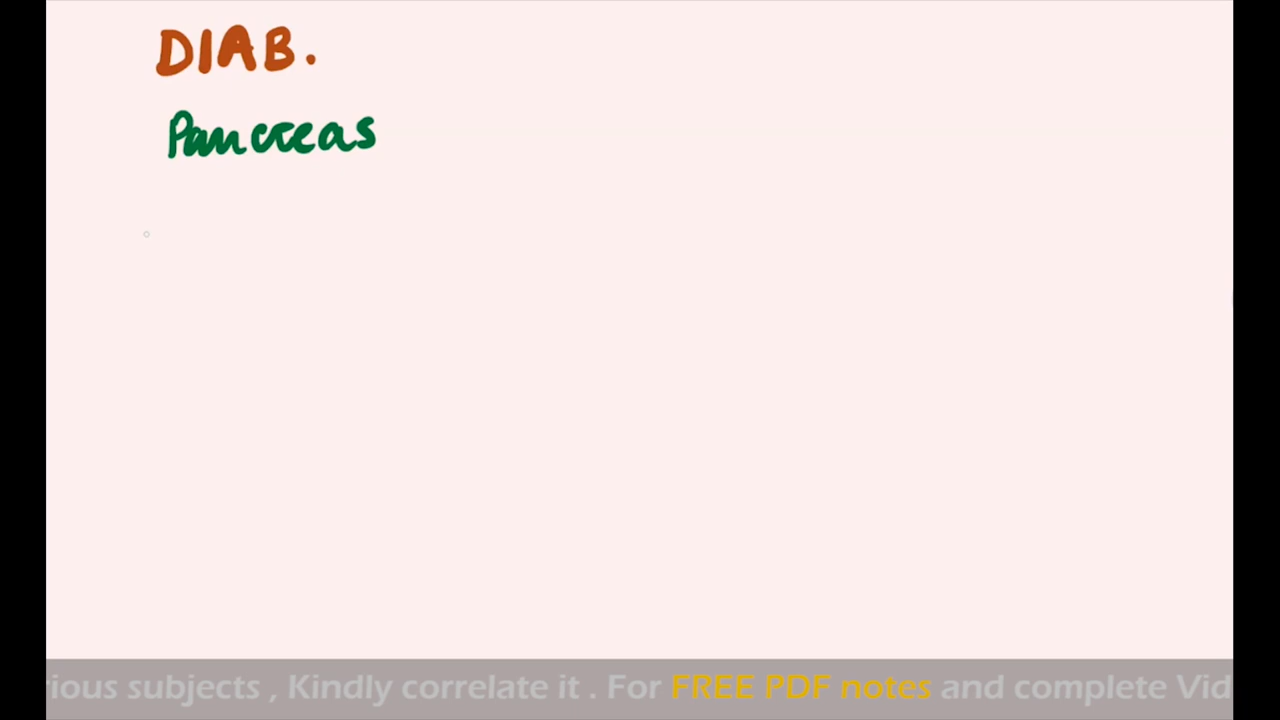 DIAB.
Pancreas
rious subjects , Kindly correlate it . For FREE PDF notes and complete Vid